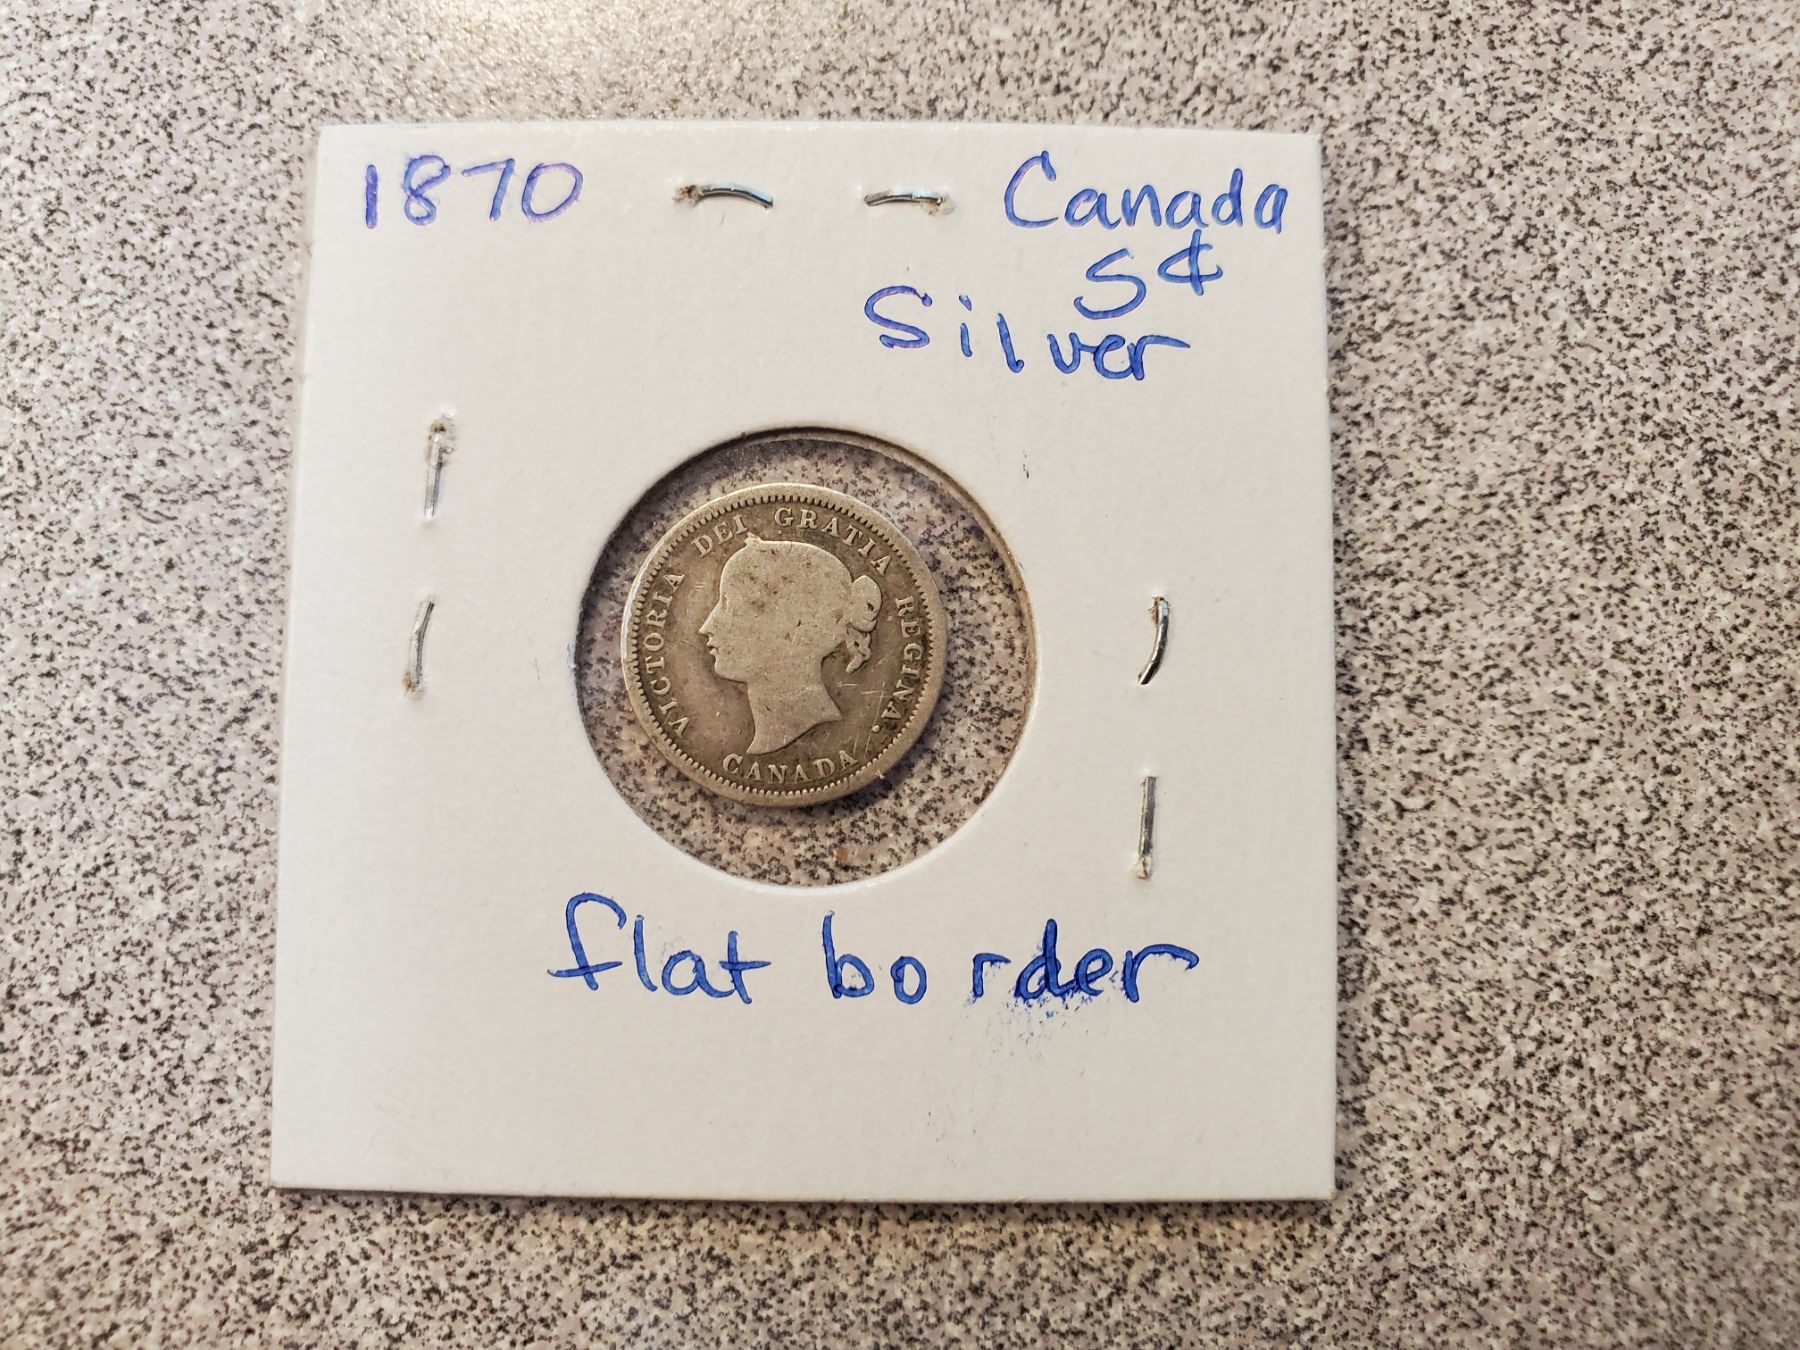 1870
Canada
5¢
Silver
VICTORIA DEI GRATIA REGINA.
CANADA
flat border